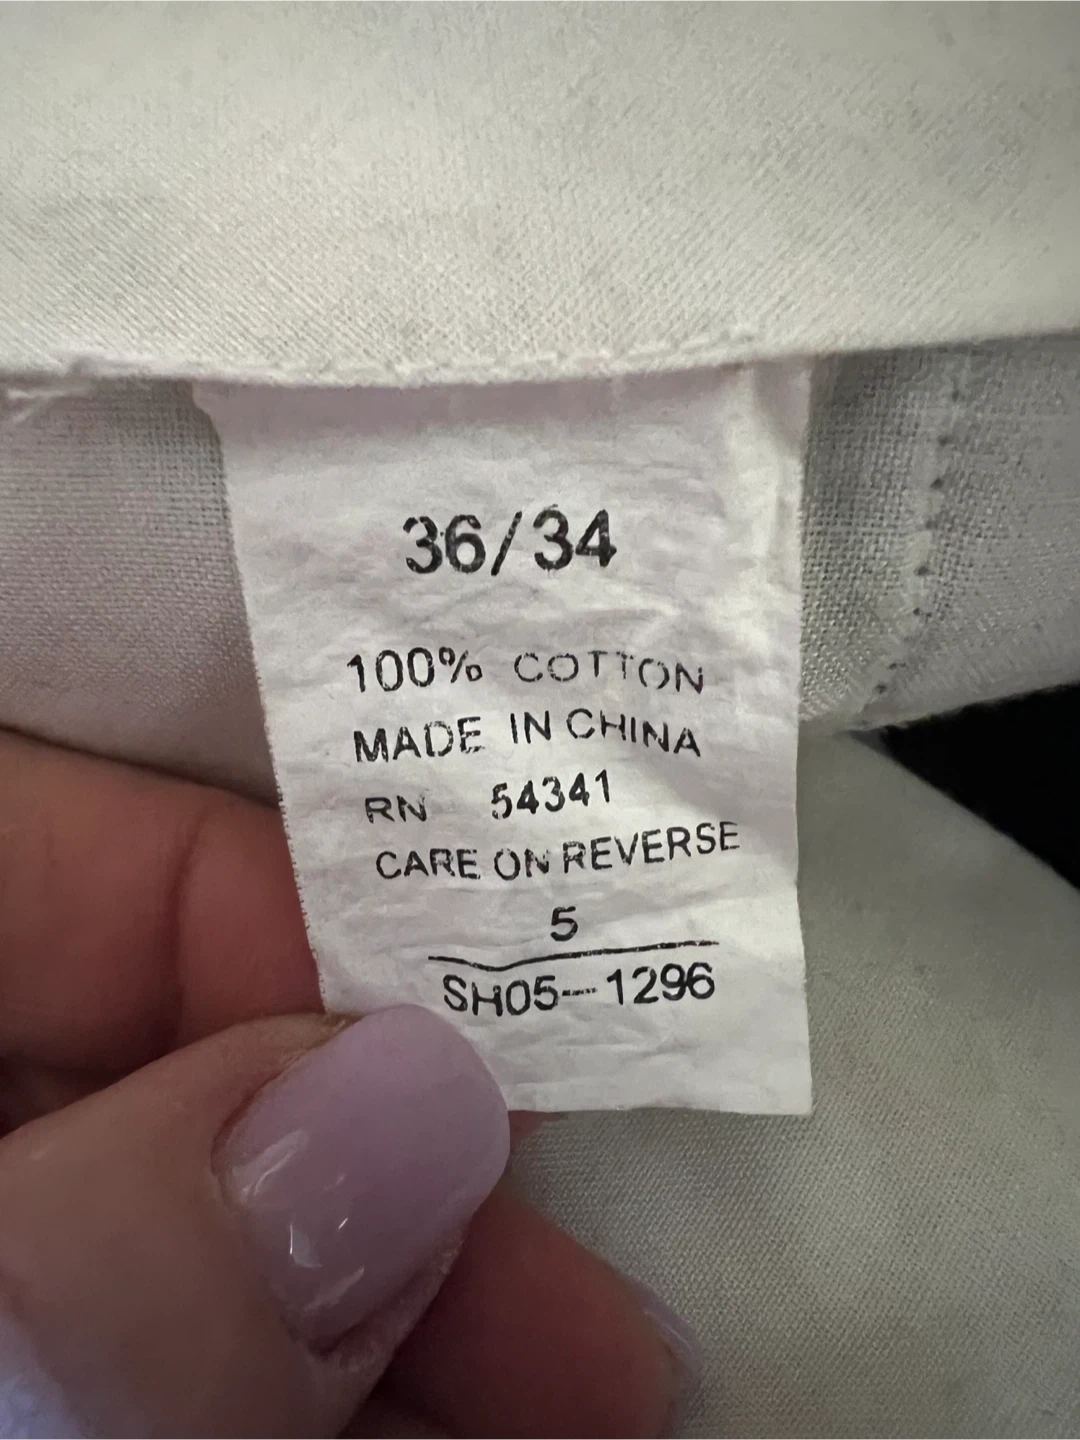 36/34
100% COTTON
MADE IN CHINA
RN 54341
CARE ON REVERSE
5
SH05-1296